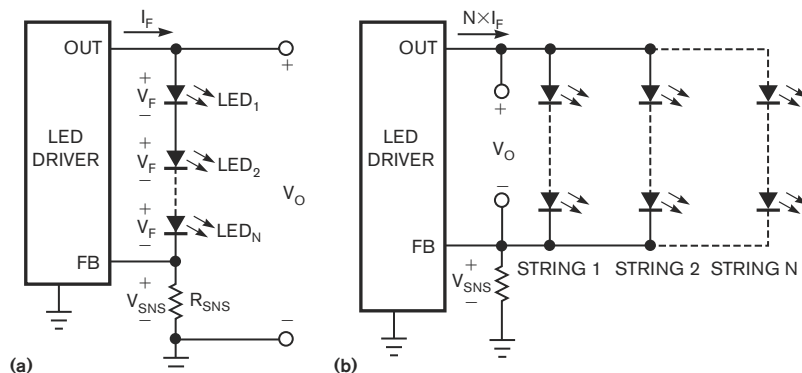 I_F
OUT
+
+
V_F
−
LED_1
LED DRIVER
+
V_F
−
LED_2
V_O
+
V_F
−
LED_N
FB
+
V_SNS
−
R_SNS
−
(a)
N×I_F
OUT
+
LED DRIVER
V_O
−
FB
+
V_SNS
−
STRING 1
STRING 2
STRING N
(b)